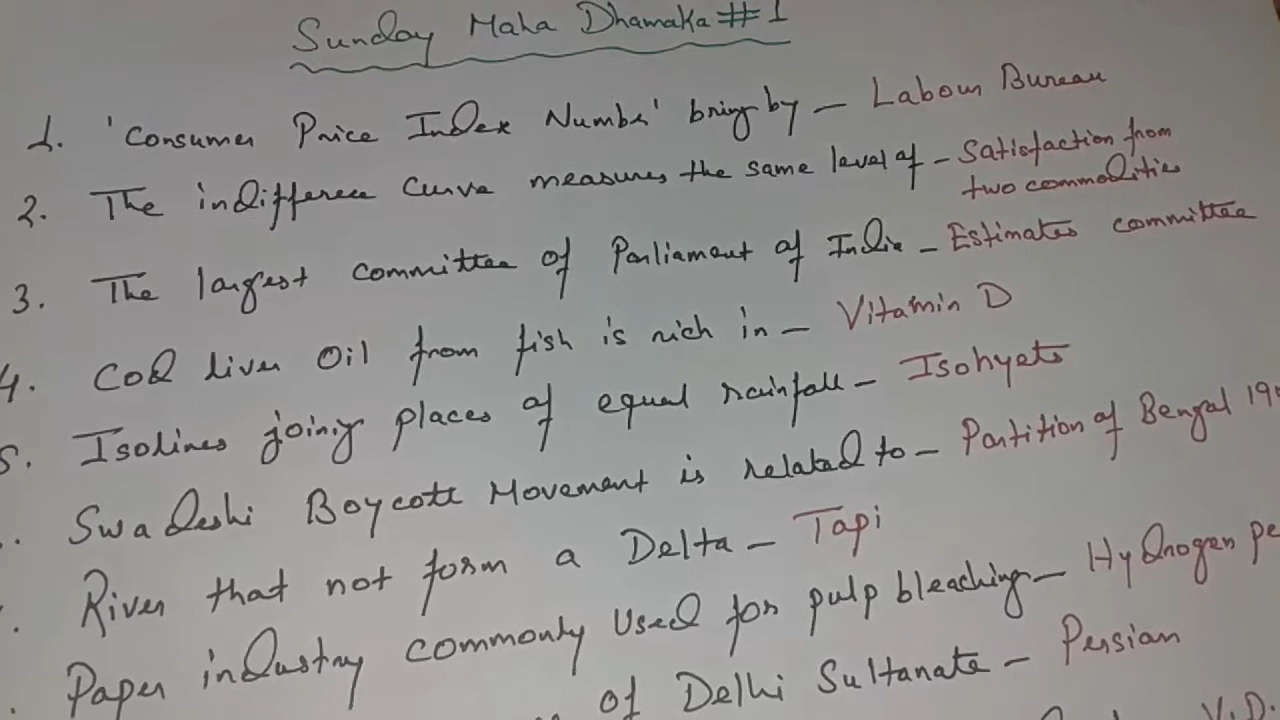 Sunday Maha Dhamaka #1
1. 'Consumer Price Index Number' bring by - Labour Bureau
2. The indifference curve measures the same level of - Satisfaction from
two commodities
3. The largest committee of Parliament of India - Estimates committee
4. Cod liver Oil from fish is rich in - Vitamin D
5. Isolines joining places of equal rainfall - Isohyets
Swadeshi Boycott Movement is related to - Partition of Bengal 19
River that not form a Delta - Tapi
Paper industry commonly used for pulp bleaching - Hydrogen pe
of Delhi Sultanate - Persian
V.D.